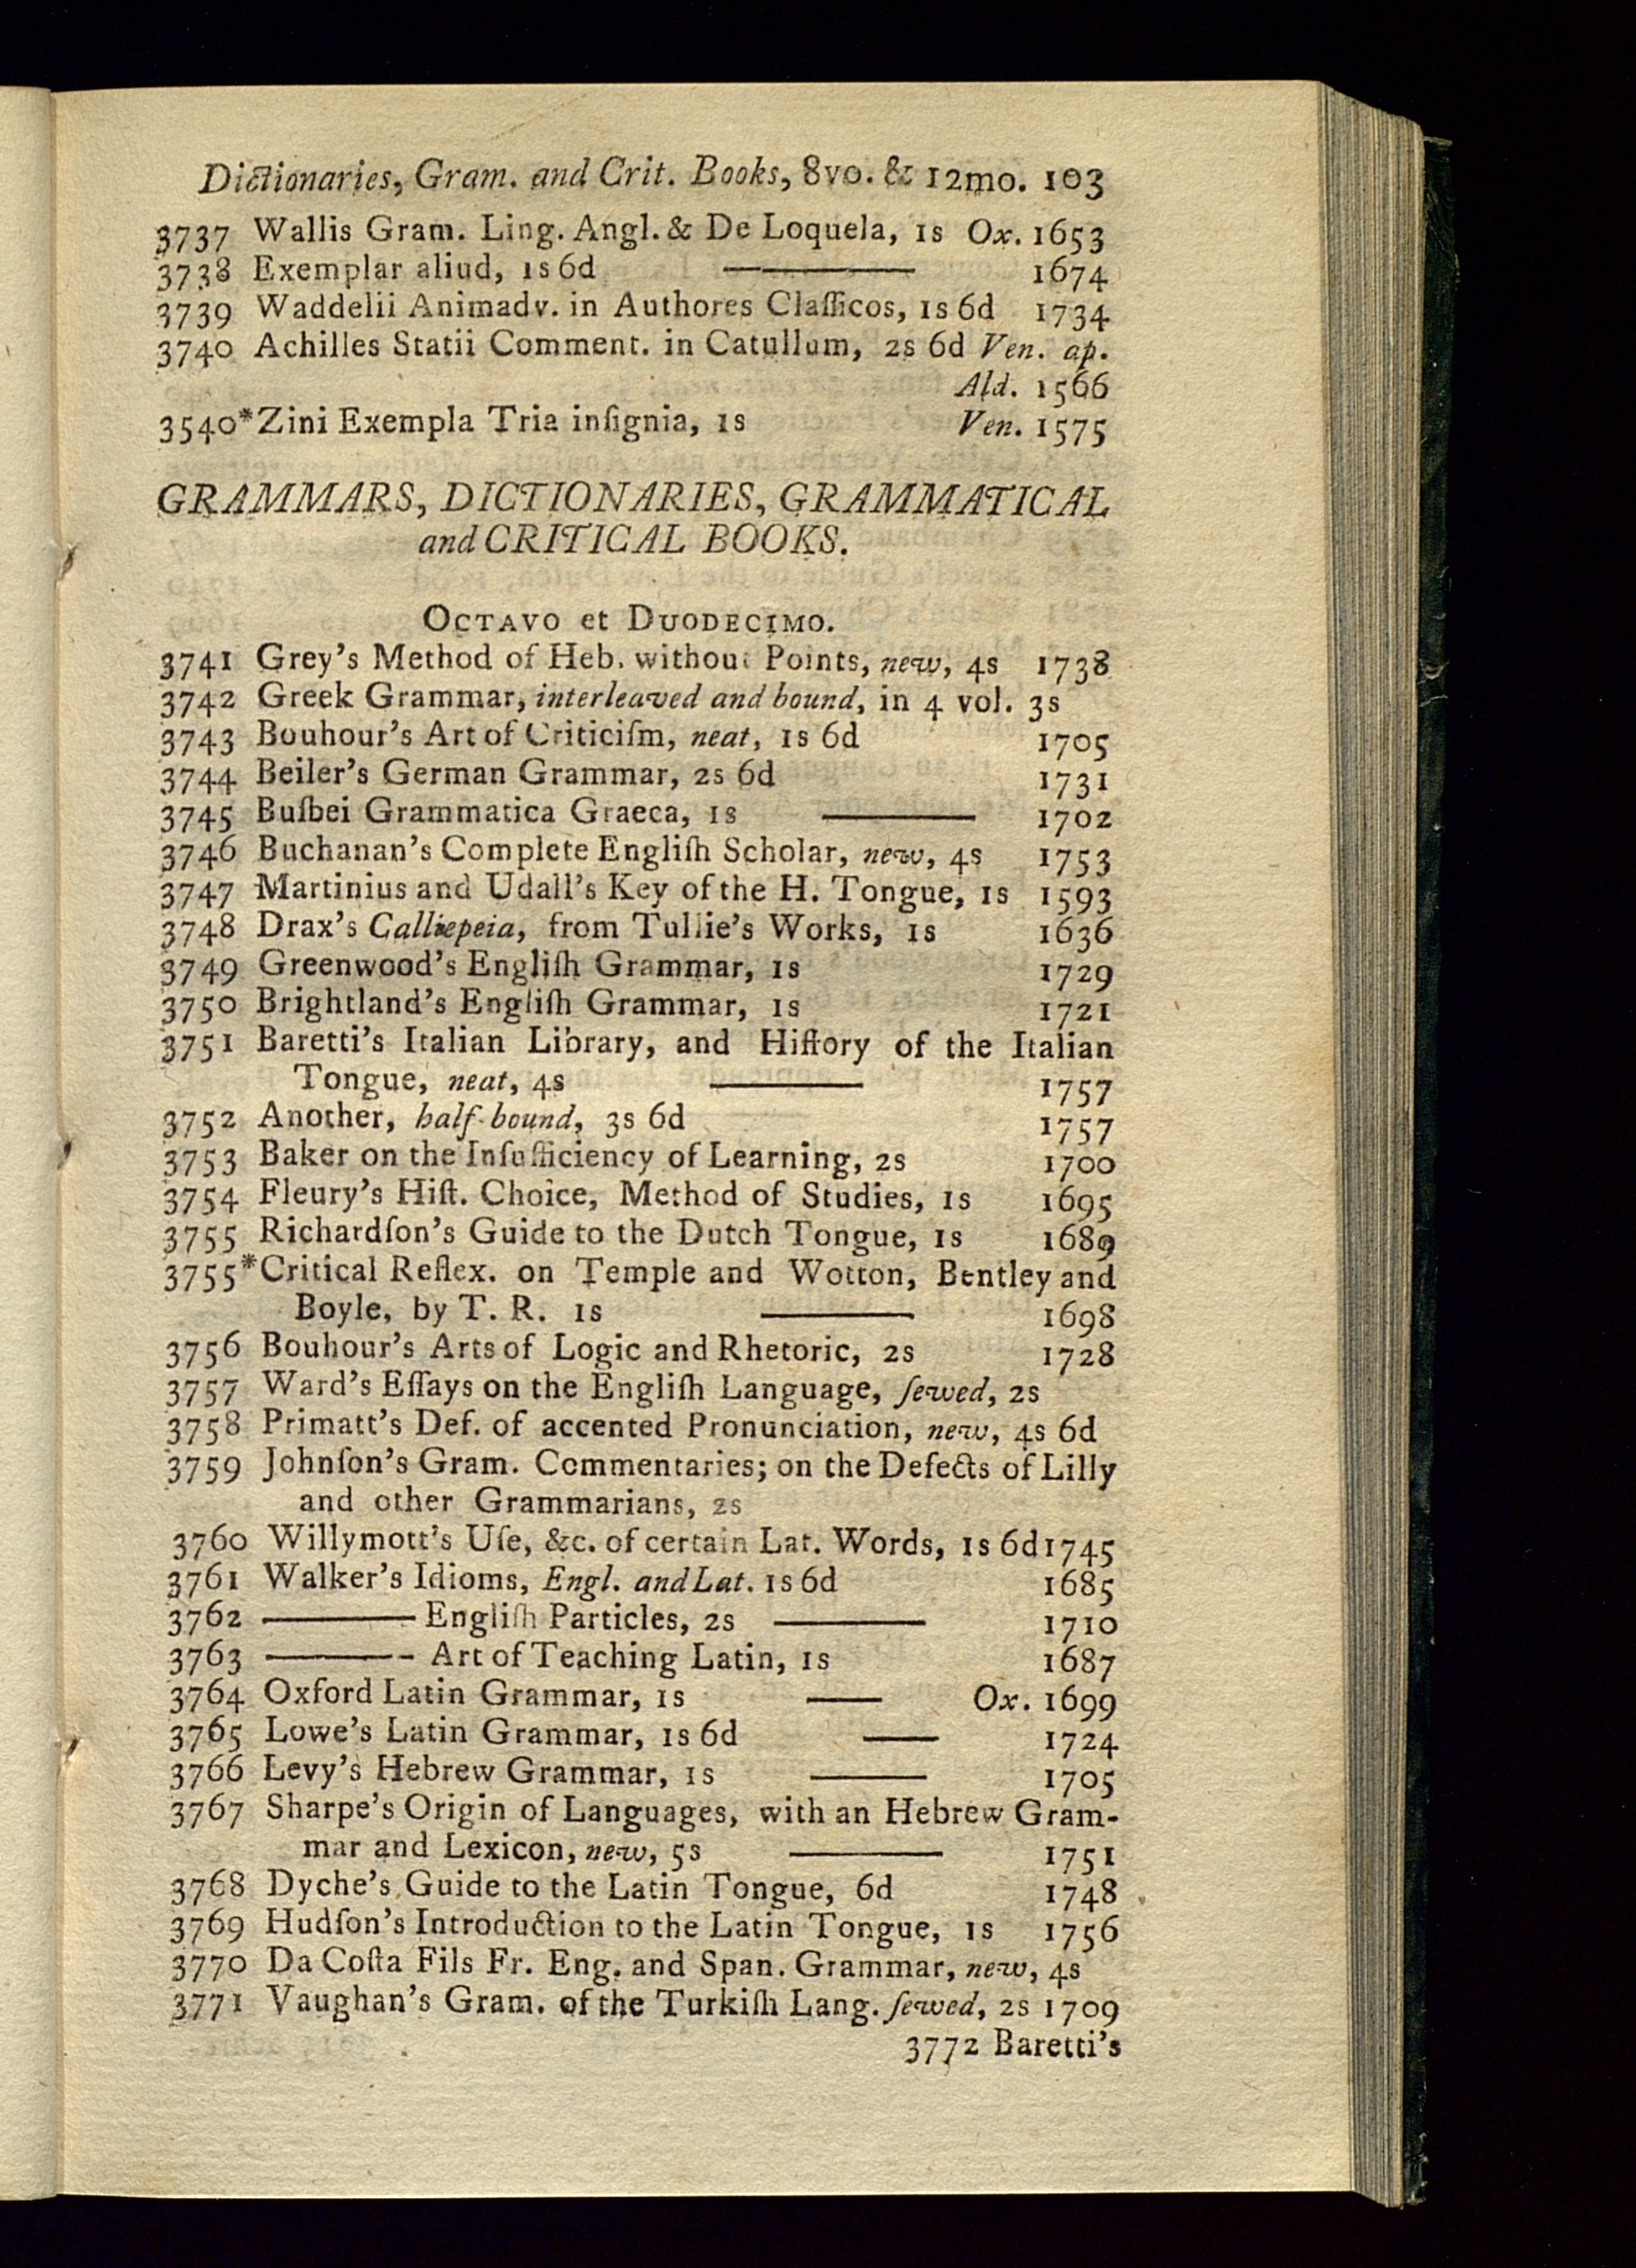 Dictionaries, Gram. and Crit. Books, 8vo. & 12mo. 103
3737 Wallis Gram. Ling. Angl. & De Loquela, 1s Ox. 1653
3738 Exemplar aliud, 1s 6d ——— 1674
3739 Waddelii Animadv. in Authores Claſſicos, 1s 6d 1734
3740 Achilles Statii Comment. in Catullum, 2s 6d Ven. ap.
Ald. 1566
3540*Zini Exempla Tria inſignia, 1s Ven. 1575
GRAMMARS, DICTIONARIES, GRAMMATICAL
and CRITICAL BOOKS.
OCTAVO et DUODECIMO.
3741 Grey's Method of Heb. without Points, new, 4s 1738
3742 Greek Grammar, interleaved and bound, in 4 vol. 3s
3743 Bouhour's Art of Criticiſm, neat, 1s 6d 1705
3744 Beiler's German Grammar, 2s 6d 1731
3745 Buſbei Grammatica Graeca, 1s ——— 1702
3746 Buchanan's Complete Engliſh Scholar, new, 4s 1753
3747 Martinius and Udall's Key of the H. Tongue, 1s 1593
3748 Drax's Calliepeia, from Tullie's Works, 1s 1636
3749 Greenwood's Engliſh Grammar, 1s 1729
3750 Brightland's Engliſh Grammar, 1s 1721
3751 Baretti's Italian Library, and Hiſtory of the Italian
Tongue, neat, 4s ——— 1757
3752 Another, half-bound, 3s 6d 1757
3753 Baker on the Inſufficiency of Learning, 2s 1700
3754 Fleury's Hiſt. Choice, Method of Studies, 1s 1695
3755 Richardſon's Guide to the Dutch Tongue, 1s 1689
3755*Critical Reflex. on Temple and Wotton, Bentley and
Boyle, by T. R. 1s ——— 1698
3756 Bouhour's Arts of Logic and Rhetoric, 2s 1728
3757 Ward's Eſſays on the Engliſh Language, ſewed, 2s
3758 Primatt's Def. of accented Pronunciation, new, 4s 6d
3759 Johnſon's Gram. Commentaries; on the Defects of Lilly
and other Grammarians, 2s
3760 Willymott's Uſe, &c. of certain Lat. Words, 1s 6d 1745
3761 Walker's Idioms, Engl. and Lat. 1s 6d 1685
3762 ——— Engliſh Particles, 2s ——— 1710
3763 ——— Art of Teaching Latin, 1s 1687
3764 Oxford Latin Grammar, 1s —— Ox. 1699
3765 Lowe's Latin Grammar, 1s 6d —— 1724
3766 Levy's Hebrew Grammar, 1s ——— 1705
3767 Sharpe's Origin of Languages, with an Hebrew Gram-
mar and Lexicon, new, 5s ——— 1751
3768 Dyche's Guide to the Latin Tongue, 6d 1748
3769 Hudſon's Introduction to the Latin Tongue, 1s 1756
3770 Da Coſta Fils Fr. Eng. and Span. Grammar, new, 4s
3771 Vaughan's Gram. of the Turkiſh Lang. ſewed, 2s 1709
3772 Baretti's